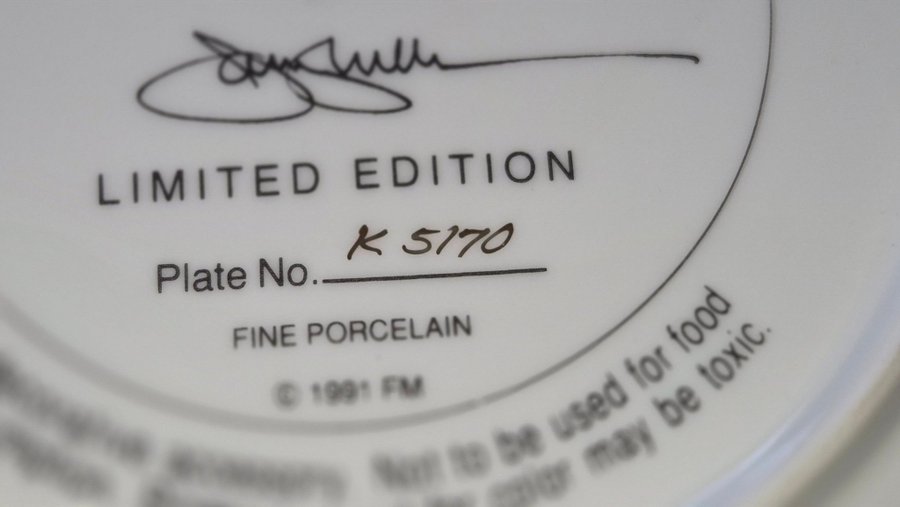 LIMITED EDITION
Plate No. K 5170
FINE PORCELAIN
© 1991 FM
accessory. Not to be used for food
color may be toxic.